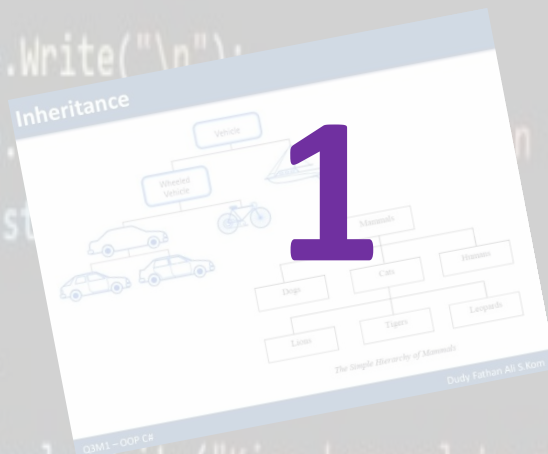 .Write("\n");
Inheritance
Vehicle
Wheeled
Vehicle
1
Mammals
Dogs
Cats
Humans
Lions
Tigers
Leopards
The Simple Hierarchy of Mammals
Dudy Fathan Ali S.Kom
Q3M1 – OOP C#